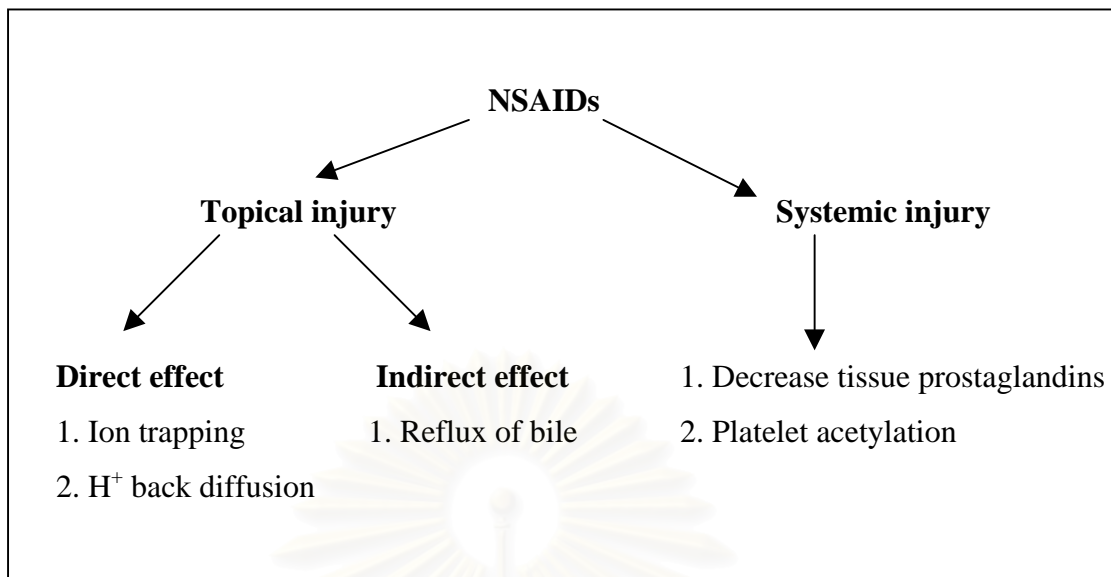 NSAIDs
Topical injury
Systemic injury
Direct effect
1. Ion trapping
2. H⁺ back diffusion
Indirect effect
1. Reflux of bile
1. Decrease tissue prostaglandins
2. Platelet acetylation